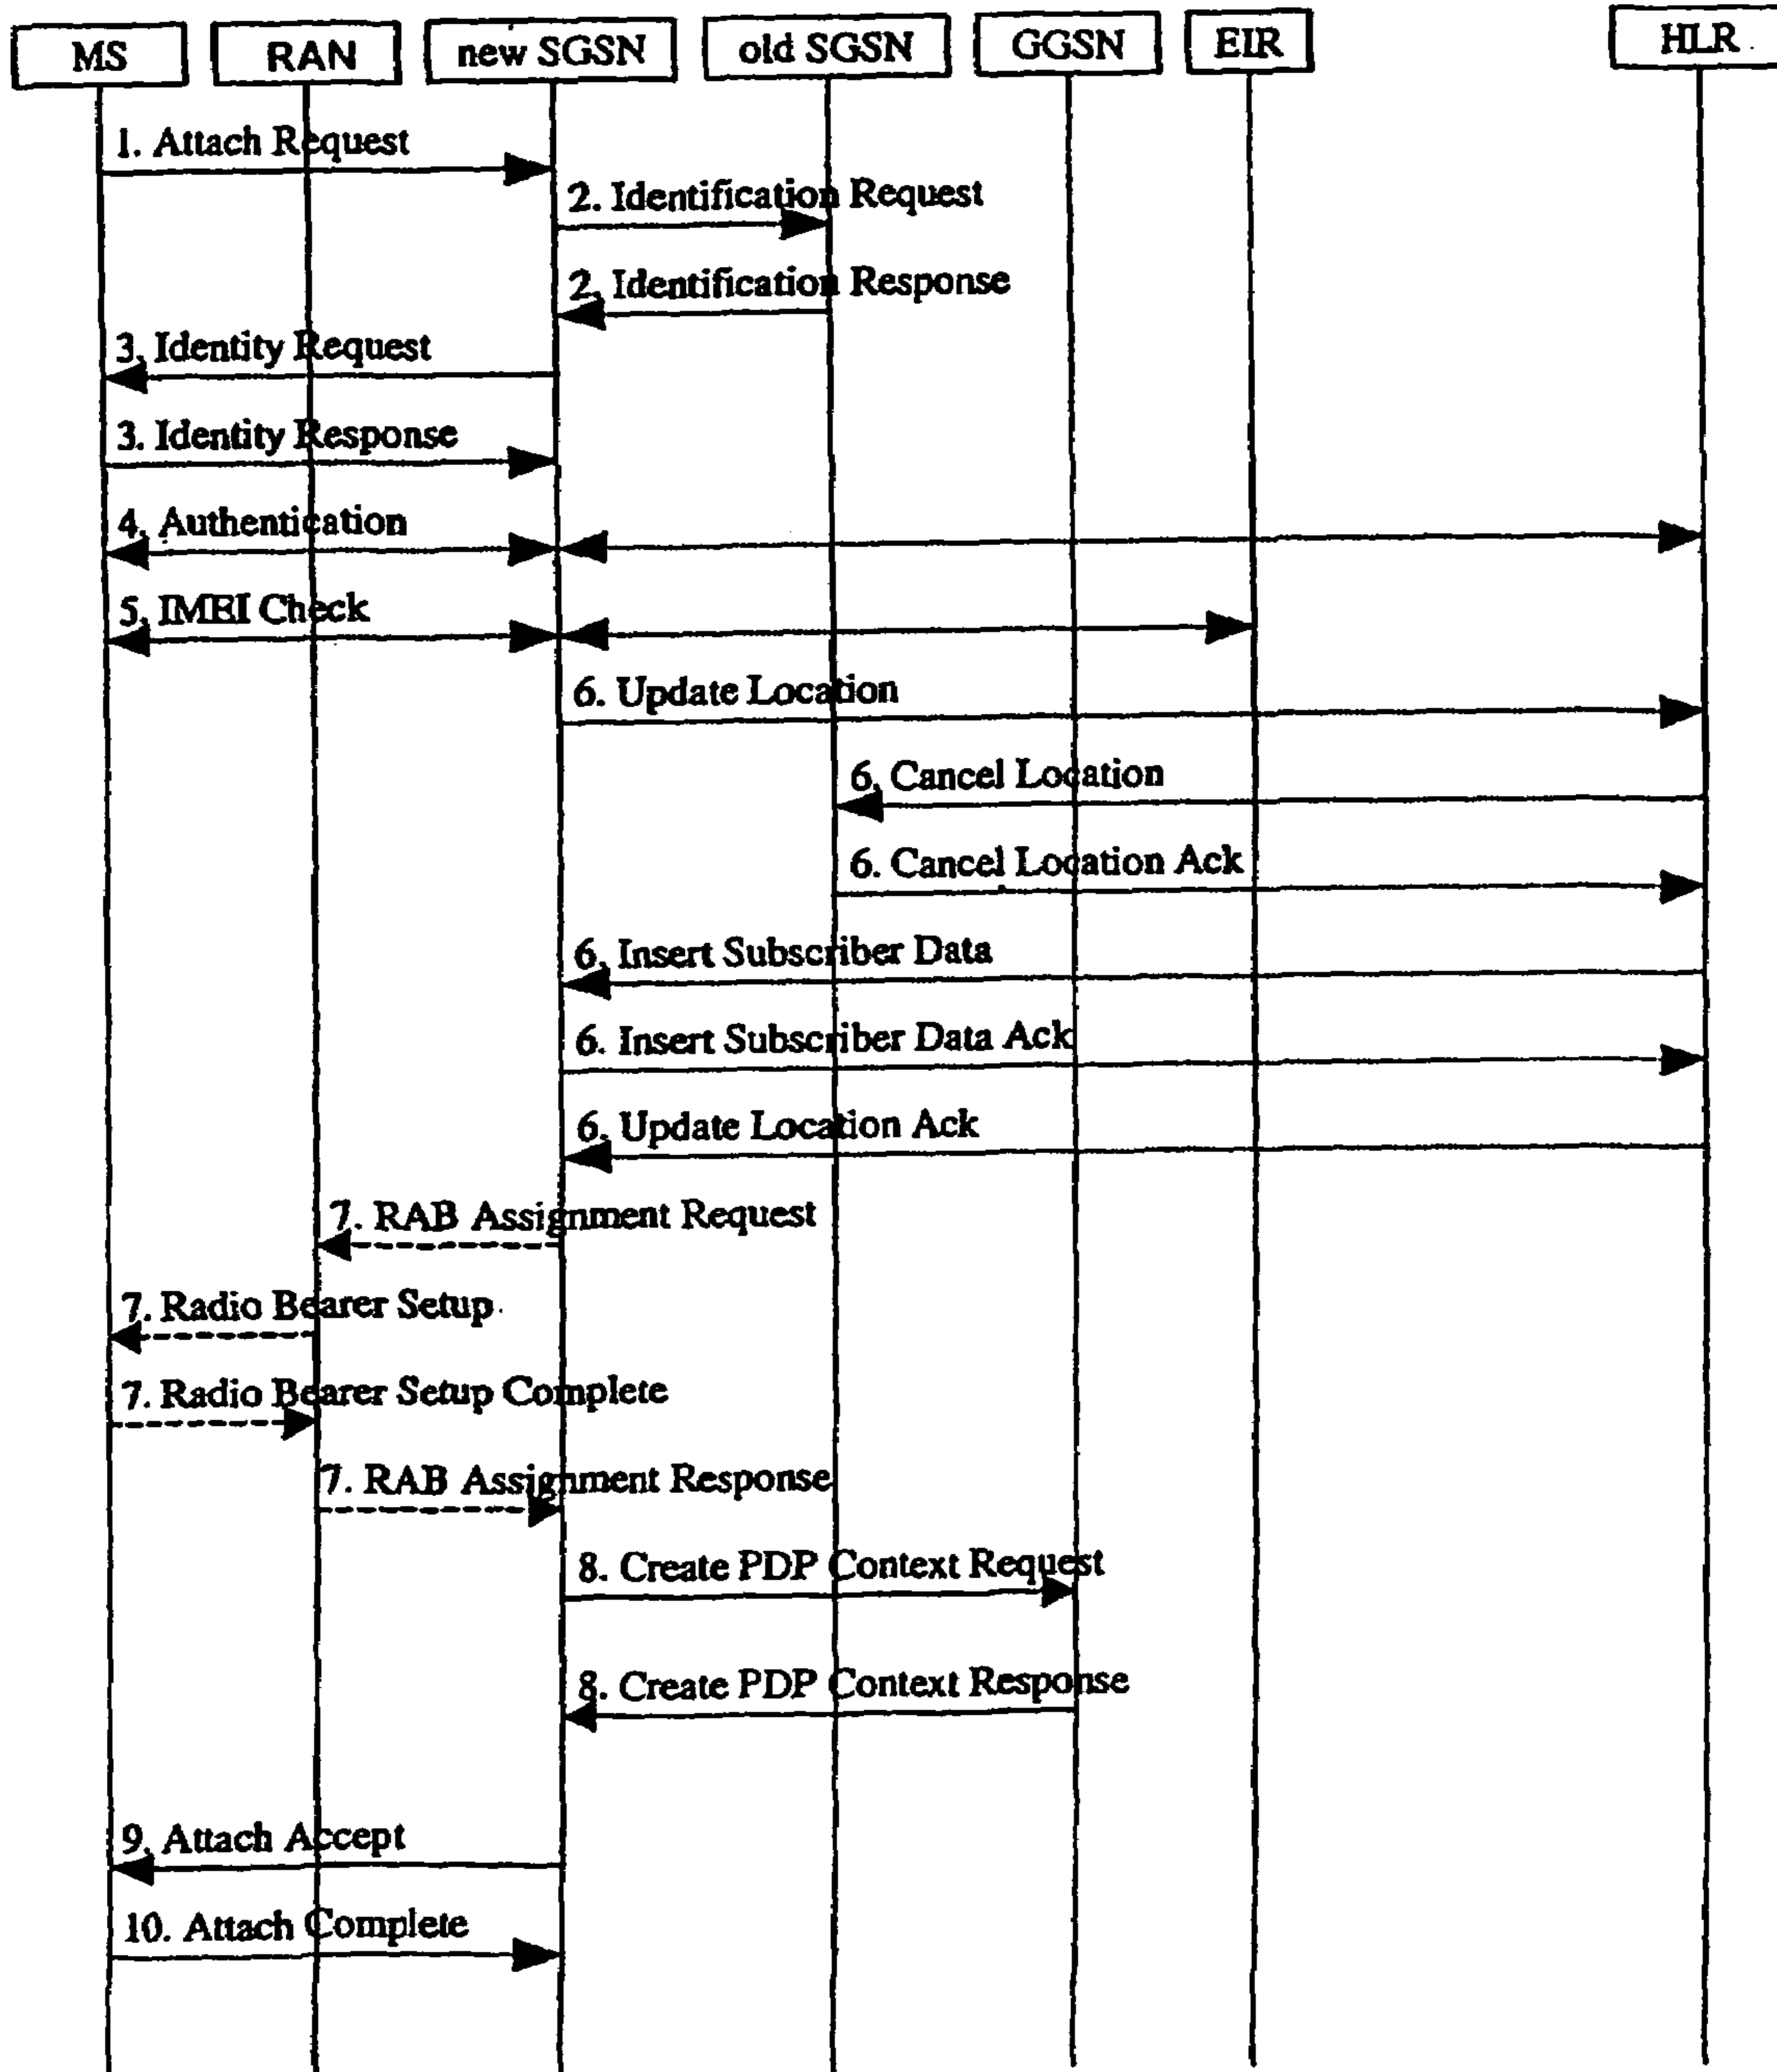 MS
RAN
new SGSN
old SGSN
GGSN
EIR
HLR
1. Attach Request
2. Identification Request
2. Identification Response
3. Identity Request
3. Identity Response
4. Authentication
5. IMEI Check
6. Update Location
6. Cancel Location
6. Cancel Location Ack
6. Insert Subscriber Data
6. Insert Subscriber Data Ack
6. Update Location Ack
7. RAB Assignment Request
7. Radio Bearer Setup
7. Radio Bearer Setup Complete
7. RAB Assignment Response
8. Create PDP Context Request
8. Create PDP Context Response
9. Attach Accept
10. Attach Complete